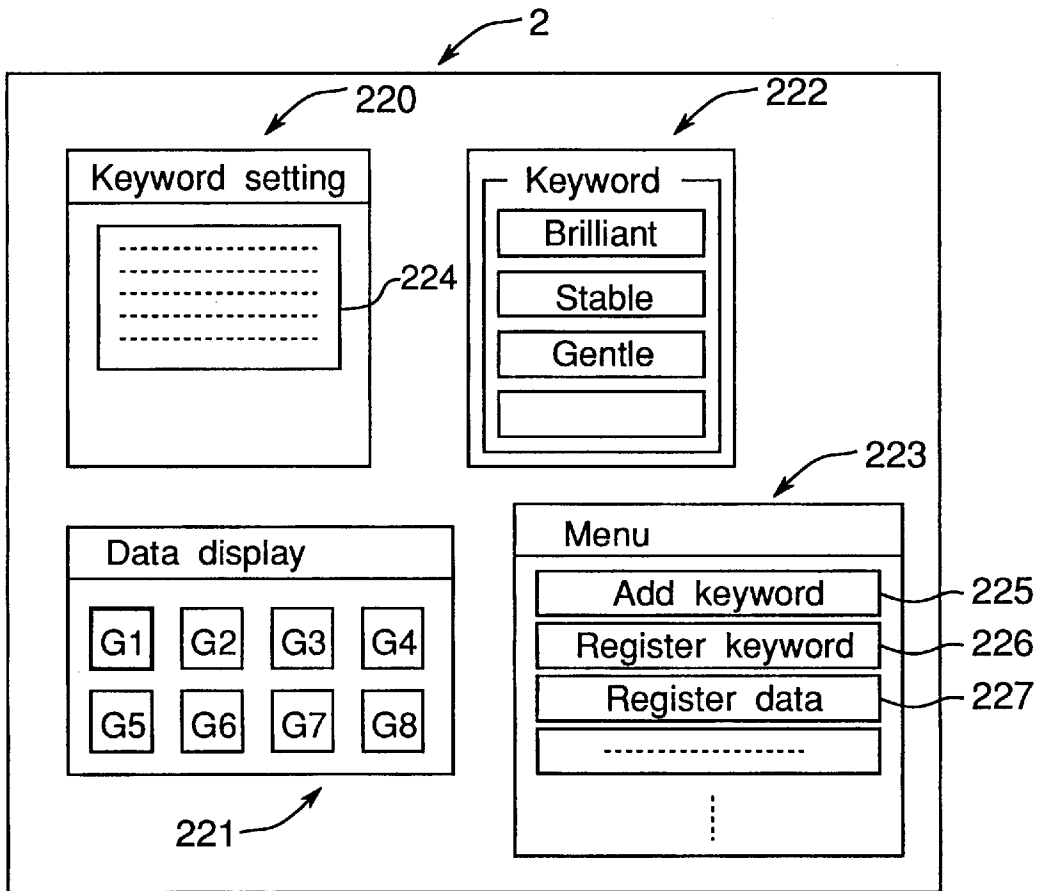 2
220
Keyword setting
224
222
Keyword
Brilliant
Stable
Gentle
Data display
G1 G2 G3 G4
G5 G6 G7 G8
221
223
Menu
Add keyword
225
Register keyword
226
Register data
227